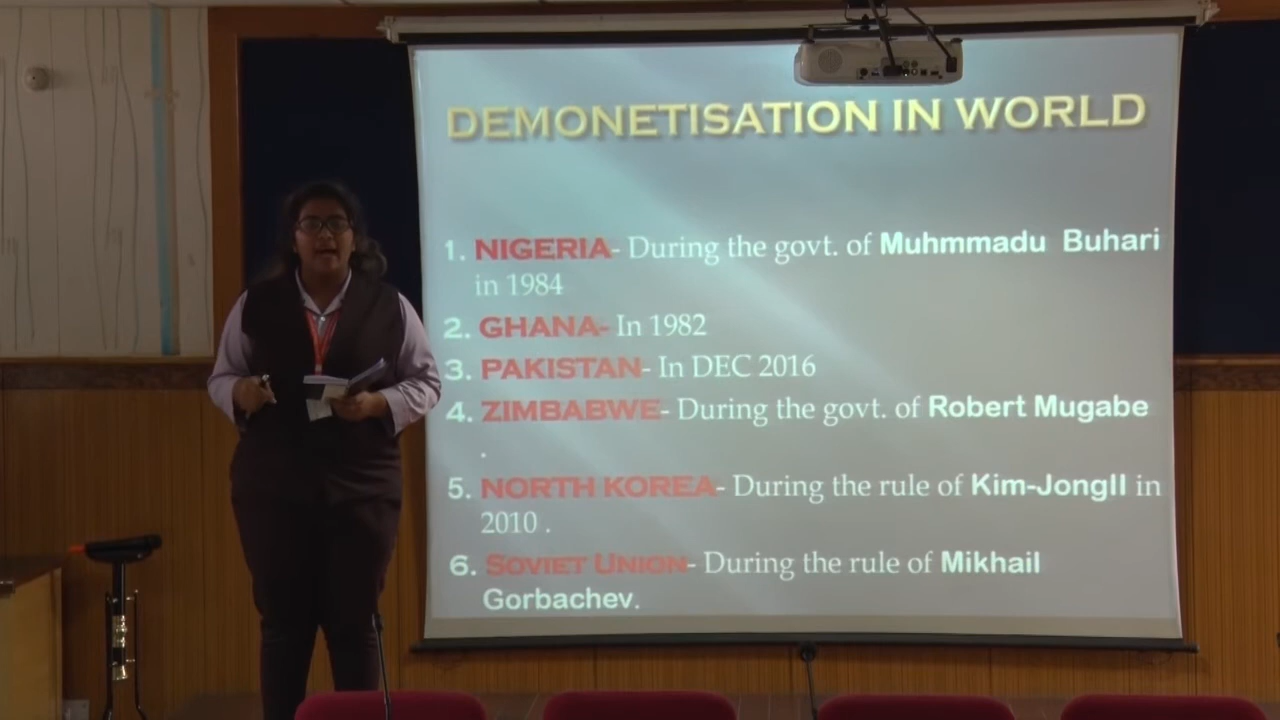 DEMONETISATION IN WORLD
1. NIGERIA- During the govt. of Muhmmadu Buhari
in 1984
2. GHANA- In 1982
3. PAKISTAN- In DEC 2016
4. ZIMBABWE- During the govt. of Robert Mugabe
.
5. NORTH KOREA- During the rule of Kim-JongII in
2010 .
6. SOVIET UNION- During the rule of Mikhail
Gorbachev.